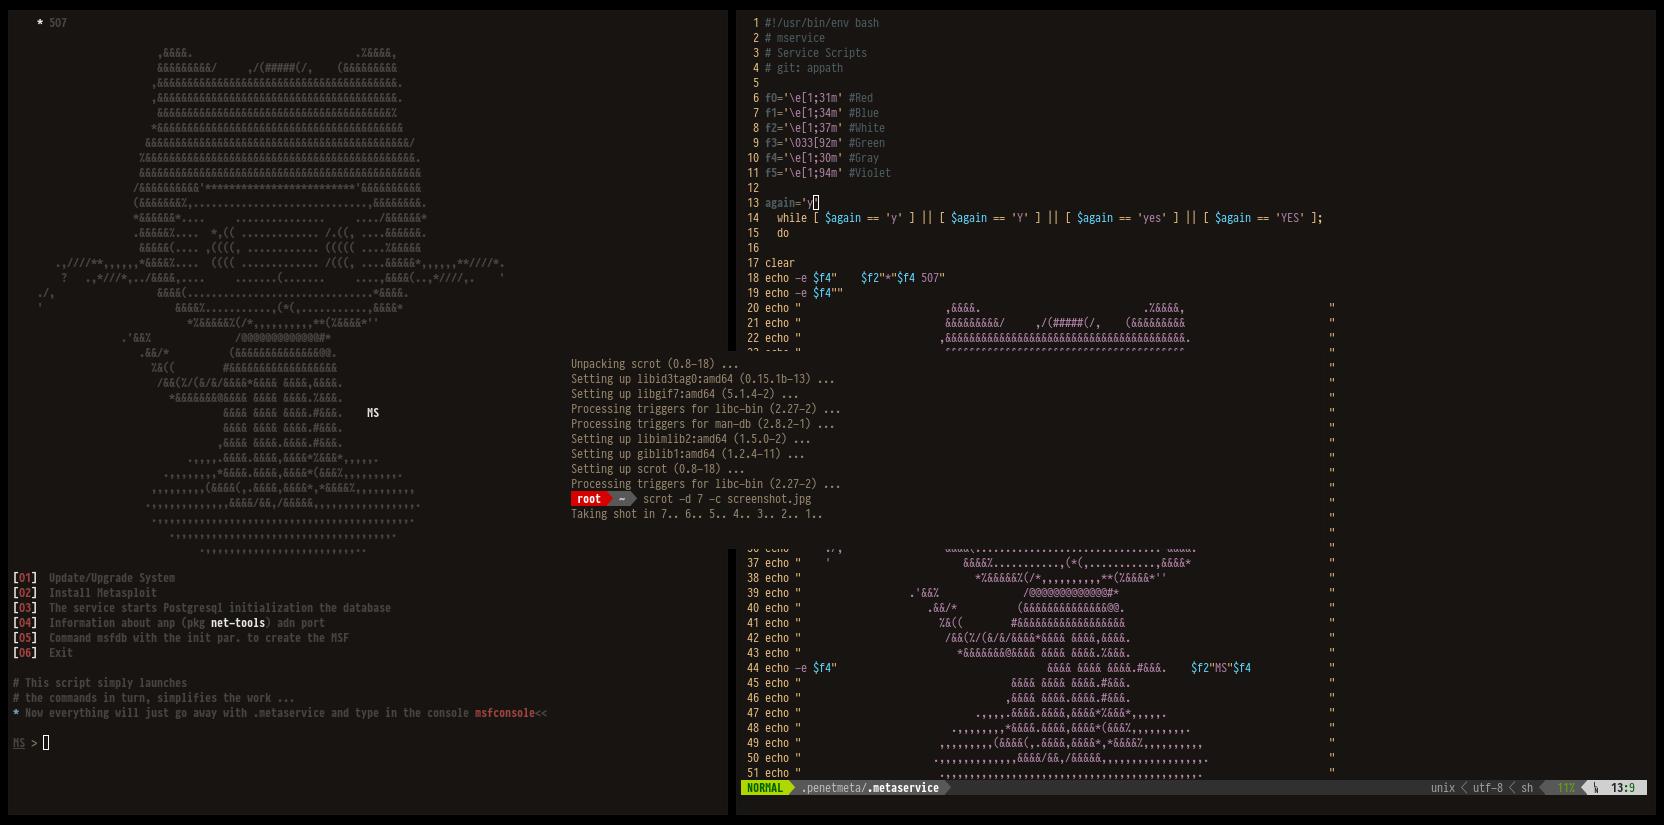 * 507
,&&&&.                           .%&&&&,
&&&&&&&&&/     ,/(#####(/,    (&&&&&&&&&
,&&&&&&&&&&&&&&&&&&&&&&&&&&&&&&&&&&&&&&&&.
,&&&&&&&&&&&&&&&&&&&&&&&&&&&&&&&&&&&&&&&&.
&&&&&&&&&&&&&&&&&&&&&&&&&&&&&&&&&&&&&&&%
*&&&&&&&&&&&&&&&&&&&&&&&&&&&&&&&&&&&&&&&&&
&&&&&&&&&&&&&&&&&&&&&&&&&&&&&&&&&&&&&&&&&&&&/
%&&&&&&&&&&&&&&&&&&&&&&&&&&&&&&&&&&&&&&&&&&&&&.
&&&&&&&&&&&&&&&&&&&&&&&&&&&&&&&&&&&&&&&&&&&&&&&
/&&&&&&&&&&'*************************'&&&&&&&&&&
(&&&&&&&%,..............................,&&&&&&&&.
*&&&&&&*....     ...............     ..../&&&&&&*
.&&&&&%....  *,(( ............. /.((, ....&&&&&&.
&&&&&(.... ,((((, ............. ((((( ....%&&&&&
.,////**,,,,,,*&&&&%....  (((( ............. /(((, ....&&&&&*,,,,,,**////*.
?   .,*///*,../&&&&,....     .......(.......     ....,&&&&(..,*////,.    '
./,                 &&&&(...............................*&&&&.
'                      &&&&%...........,(*(,...........,&&&&*
*%&&&&&%(/*,,,,,,,,,,**(%&&&&*''
.'&&%              /@@@@@@@@@@@@@#*
.&&/*          (&&&&&&&&&&&&&&@@.
%&((        #&&&&&&&&&&&&&&&&&&
/&&(%/(&/&/&&&&*&&&& &&&&,&&&&.
*&&&&&&&@&&&& &&&& &&&&.%&&&.
&&&& &&&& &&&&.#&&&.    MS
&&&& &&&& &&&&.#&&&.
,&&&& &&&&.&&&&.#&&&.
.,,,,,.&&&&.&&&&,&&&&*%&&&*,,,,,.
.,,,,,,,,*&&&&.&&&&,&&&&*(&&&%,,,,,,,,,.
,,,,,,,,,(&&&&(,.&&&&,&&&&*,*&&&&%,,,,,,,,,,
.,,,,,,,,,,,,,&&&&/&&,/&&&&&,,,,,,,,,,,,,,,,,.
.,,,,,,,,,,,,,,,,,,,,,,,,,,,,,,,,,,,,,,,,,,.
.,,,,,,,,,,,,,,,,,,,,,,,,,,,,,,,,,,,,.
.,,,,,,,,,,,,,,,,,,,,,,,,,..
[01]  Update/Upgrade System
[02]  Install Metasploit
[03]  The service starts Postgresql initialization the database
[04]  Information about anp (pkg net-tools) adn port
[05]  Command msfdb with the init par. to create the MSF
[06]  Exit
# This script simply launches
# the commands in turn, simplifies the work ...
* Now everything will just go away with .metaservice and type in the console msfconsole<<
MS >
Unpacking scrot (0.8-18) ...
Setting up libid3tag0:amd64 (0.15.1b-13) ...
Setting up libgif7:amd64 (5.1.4-2) ...
Processing triggers for libc-bin (2.27-2) ...
Processing triggers for man-db (2.8.2-1) ...
Setting up libimlib2:amd64 (1.5.0-2) ...
Setting up giblib1:amd64 (1.2.4-11) ...
Setting up scrot (0.8-18) ...
Processing triggers for libc-bin (2.27-2) ...
root ~ scrot -d 7 -c screenshot.jpg
Taking shot in 7.. 6.. 5.. 4.. 3.. 2.. 1..
1 #!/usr/bin/env bash
2 # mservice
3 # Service Scripts
4 # git: appath
5
6 f0='\e[1;31m' #Red
7 f1='\e[1;34m' #Blue
8 f2='\e[1;37m' #White
9 f3='\033[92m' #Green
10 f4='\e[1;30m' #Gray
11 f5='\e[1;94m' #Violet
12
13 again='y'
14   while [ $again == 'y' ] || [ $again == 'Y' ] || [ $again == 'yes' ] || [ $again == 'YES' ];
15   do
16
17 clear
18 echo -e $f4"    $f2"*"$f4 507"
19 echo -e $f4""
20 echo "                        ,&&&&.                           .%&&&&,                        "
21 echo "                        &&&&&&&&&/     ,/(#####(/,    (&&&&&&&&&                        "
22 echo "                       ,&&&&&&&&&&&&&&&&&&&&&&&&&&&&&&&&&&&&&&&&.                       "
37 echo "    '                      &&&&%...........,(*(,...........,&&&&*                       "
38 echo "                             *%&&&&&%(/*,,,,,,,,,,**(%&&&&*''                           "
39 echo "                  .'&&%              /@@@@@@@@@@@@@#*                                   "
40 echo "                     .&&/*          (&&&&&&&&&&&&&&@@.                                  "
41 echo "                       %&((        #&&&&&&&&&&&&&&&&&&                                  "
42 echo "                        /&&(%/(&/&/&&&&*&&&& &&&&,&&&&.                                 "
43 echo "                          *&&&&&&&@&&&& &&&& &&&&.%&&&.                                 "
44 echo -e $f4"                                   &&&& &&&& &&&&.#&&&.    $f2"MS"$f4             "
45 echo "                                   &&&& &&&& &&&&.#&&&.                                 "
46 echo "                                  ,&&&& &&&&.&&&&.#&&&.                                 "
47 echo "                             .,,,,,.&&&&.&&&&,&&&&*%&&&*,,,,,.                           "
48 echo "                         .,,,,,,,,*&&&&.&&&&,&&&&*(&&&%,,,,,,,,,.                       "
49 echo "                       ,,,,,,,,,(&&&&(,.&&&&,&&&&*,*&&&&%,,,,,,,,,,                     "
50 echo "                      .,,,,,,,,,,,,,&&&&/&&,/&&&&&,,,,,,,,,,,,,,,,,.                    "
51 echo "                       .,,,,,,,,,,,,,,,,,,,,,,,,,,,,,,,,,,,,,,,,,,.                     "
NORMAL .penetmeta/.metaservice unix < utf-8 < sh 11% 13:9